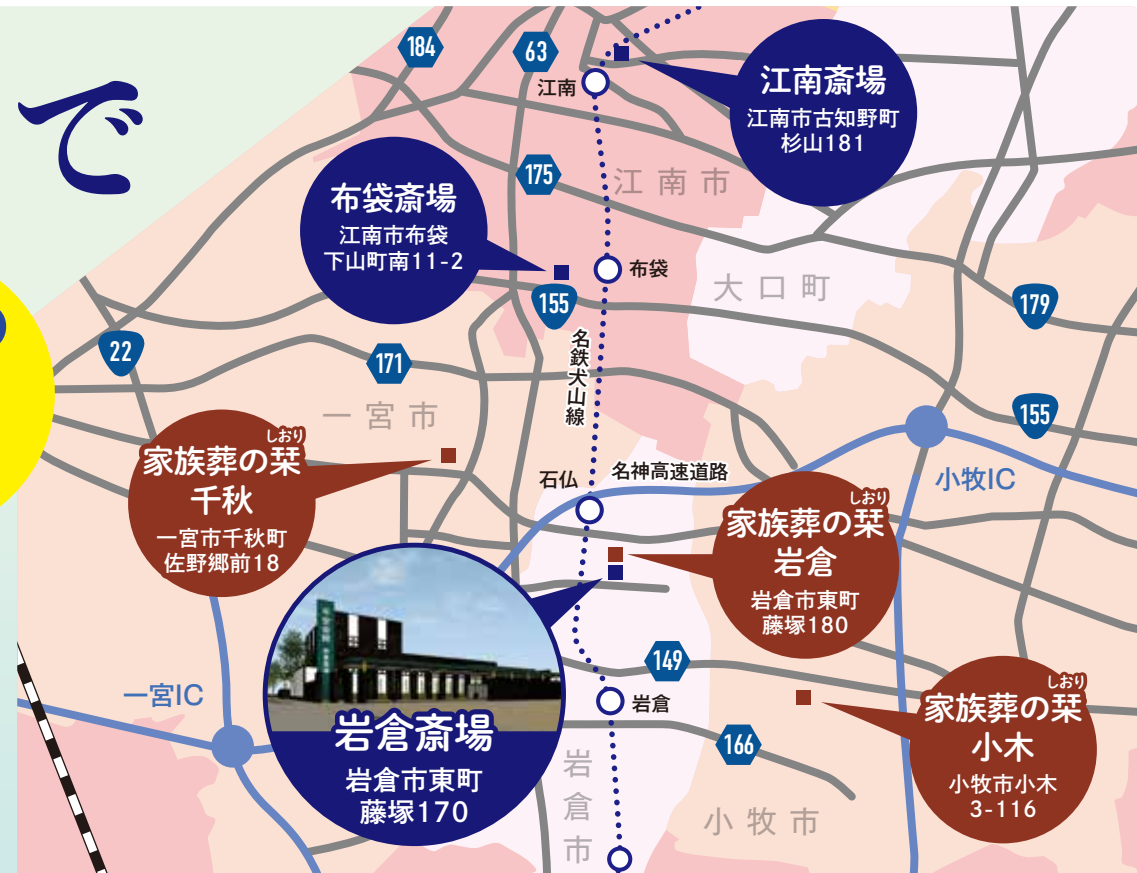 で
184
63
江南
江南斎場
江南市古知野町
杉山181
175
江南市
布袋斎場
江南市布袋
下山町南11-2
布袋
大口町
155
179
22
171
名鉄犬山線
一宮市
155
しおり
家族葬の栞
千秋
一宮市千秋町
佐野郷前18
石仏
名神高速道路
小牧IC
しおり
家族葬の栞
岩倉
岩倉市東町
藤塚180
149
一宮IC
岩倉
岩倉斎場
岩倉市東町
藤塚170
しおり
家族葬の栞
小木
小牧市小木
3-116
166
岩倉市
小牧市